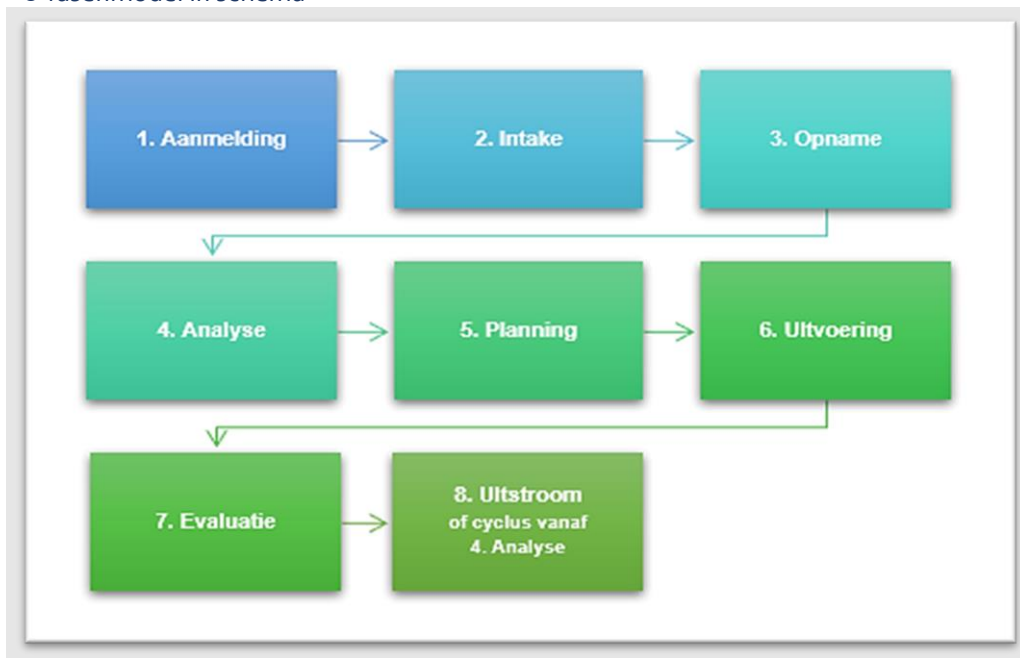 1. Aanmelding
2. Intake
3. Opname
4. Analyse
5. Planning
6. Uitvoering
7. Evaluatie
8. Uitstroom
of cyclus vanaf
4. Analyse